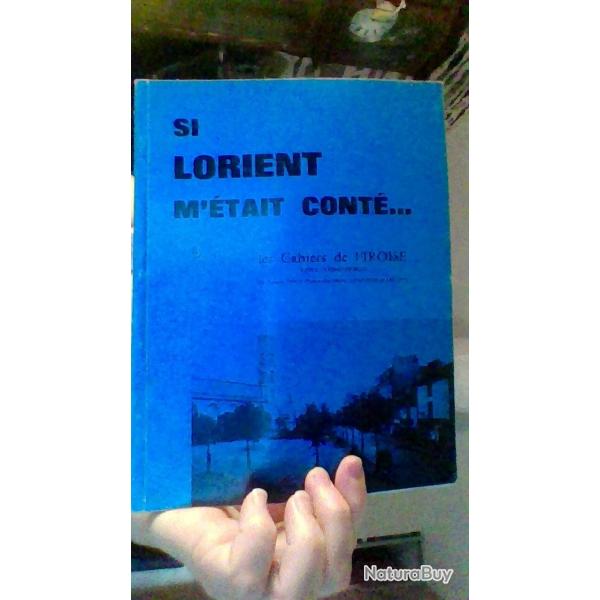 SI
LORIENT
M'ÉTAIT CONTÉ...
les Cahiers de l'IROISE
NaturaBuy